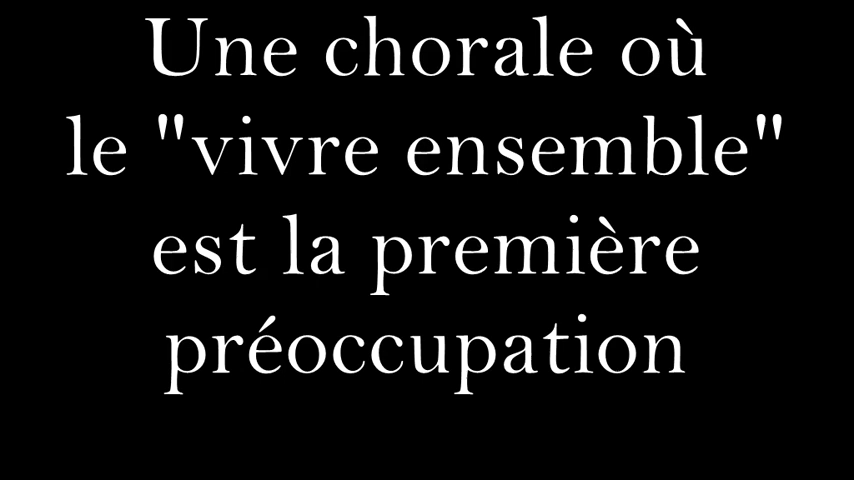 Une chorale où
le "vivre ensemble"
est la première
préoccupation